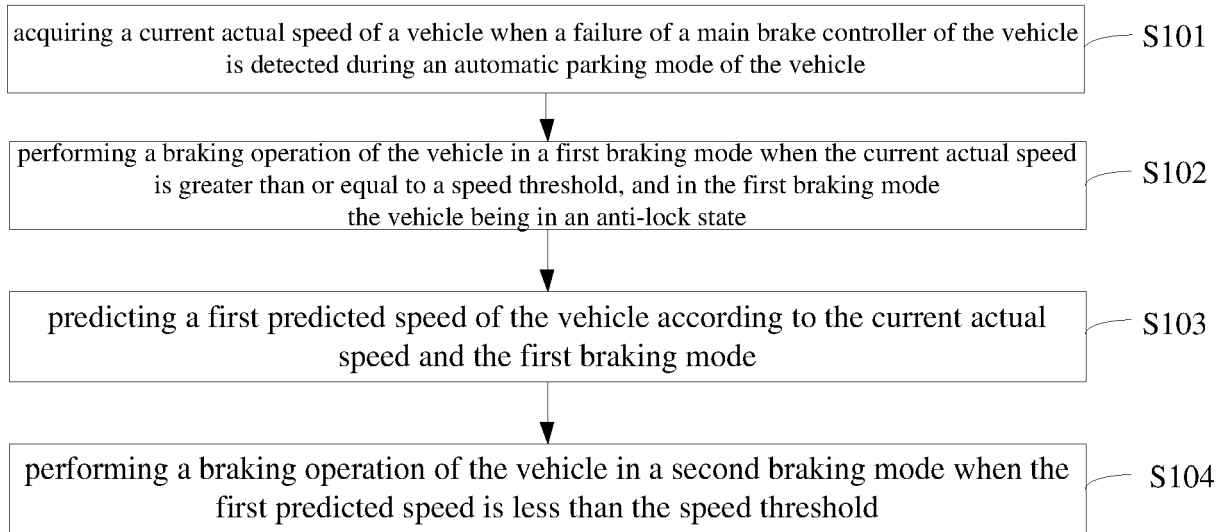 acquiring a current actual speed of a vehicle when a failure of a main brake controller of the vehicle
is detected during an automatic parking mode of the vehicle
S101
performing a braking operation of the vehicle in a first braking mode when the current actual speed
is greater than or equal to a speed threshold, and in the first braking mode
the vehicle being in an anti-lock state
S102
predicting a first predicted speed of the vehicle according to the current actual
speed and the first braking mode
S103
performing a braking operation of the vehicle in a second braking mode when the
first predicted speed is less than the speed threshold
S104